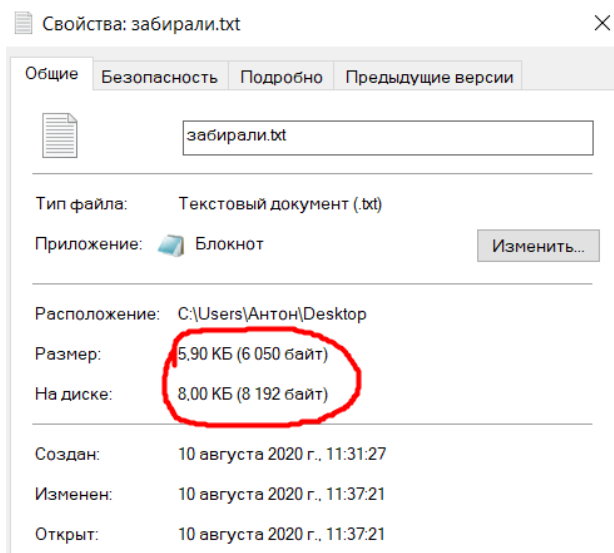 Свойства: забирали.txt
Общие Безопасность Подробно Предыдущие версии
забирали.txt
Тип файла: Текстовый документ (.txt)
Приложение: Блокнот Изменить...
Расположение: C:\Users\Антон\Desktop
Размер: 5,90 КБ (6 050 байт)
На диске: 8,00 КБ (8 192 байт)
Создан: 10 августа 2020 г., 11:31:27
Изменен: 10 августа 2020 г., 11:37:21
Открыт: 10 августа 2020 г., 11:37:21